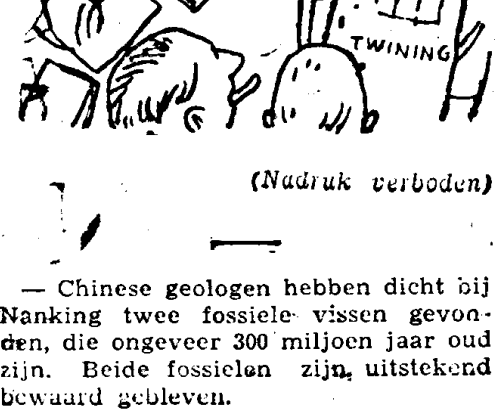 TWINING
(Nadruk verboden)
— Chinese geologen hebben dicht bij
Nanking twee fossiele vissen gevon-
den, die ongeveer 300 miljoen jaar oud
zijn. Beide fossielen zijn uitstekend
bewaard gebleven.